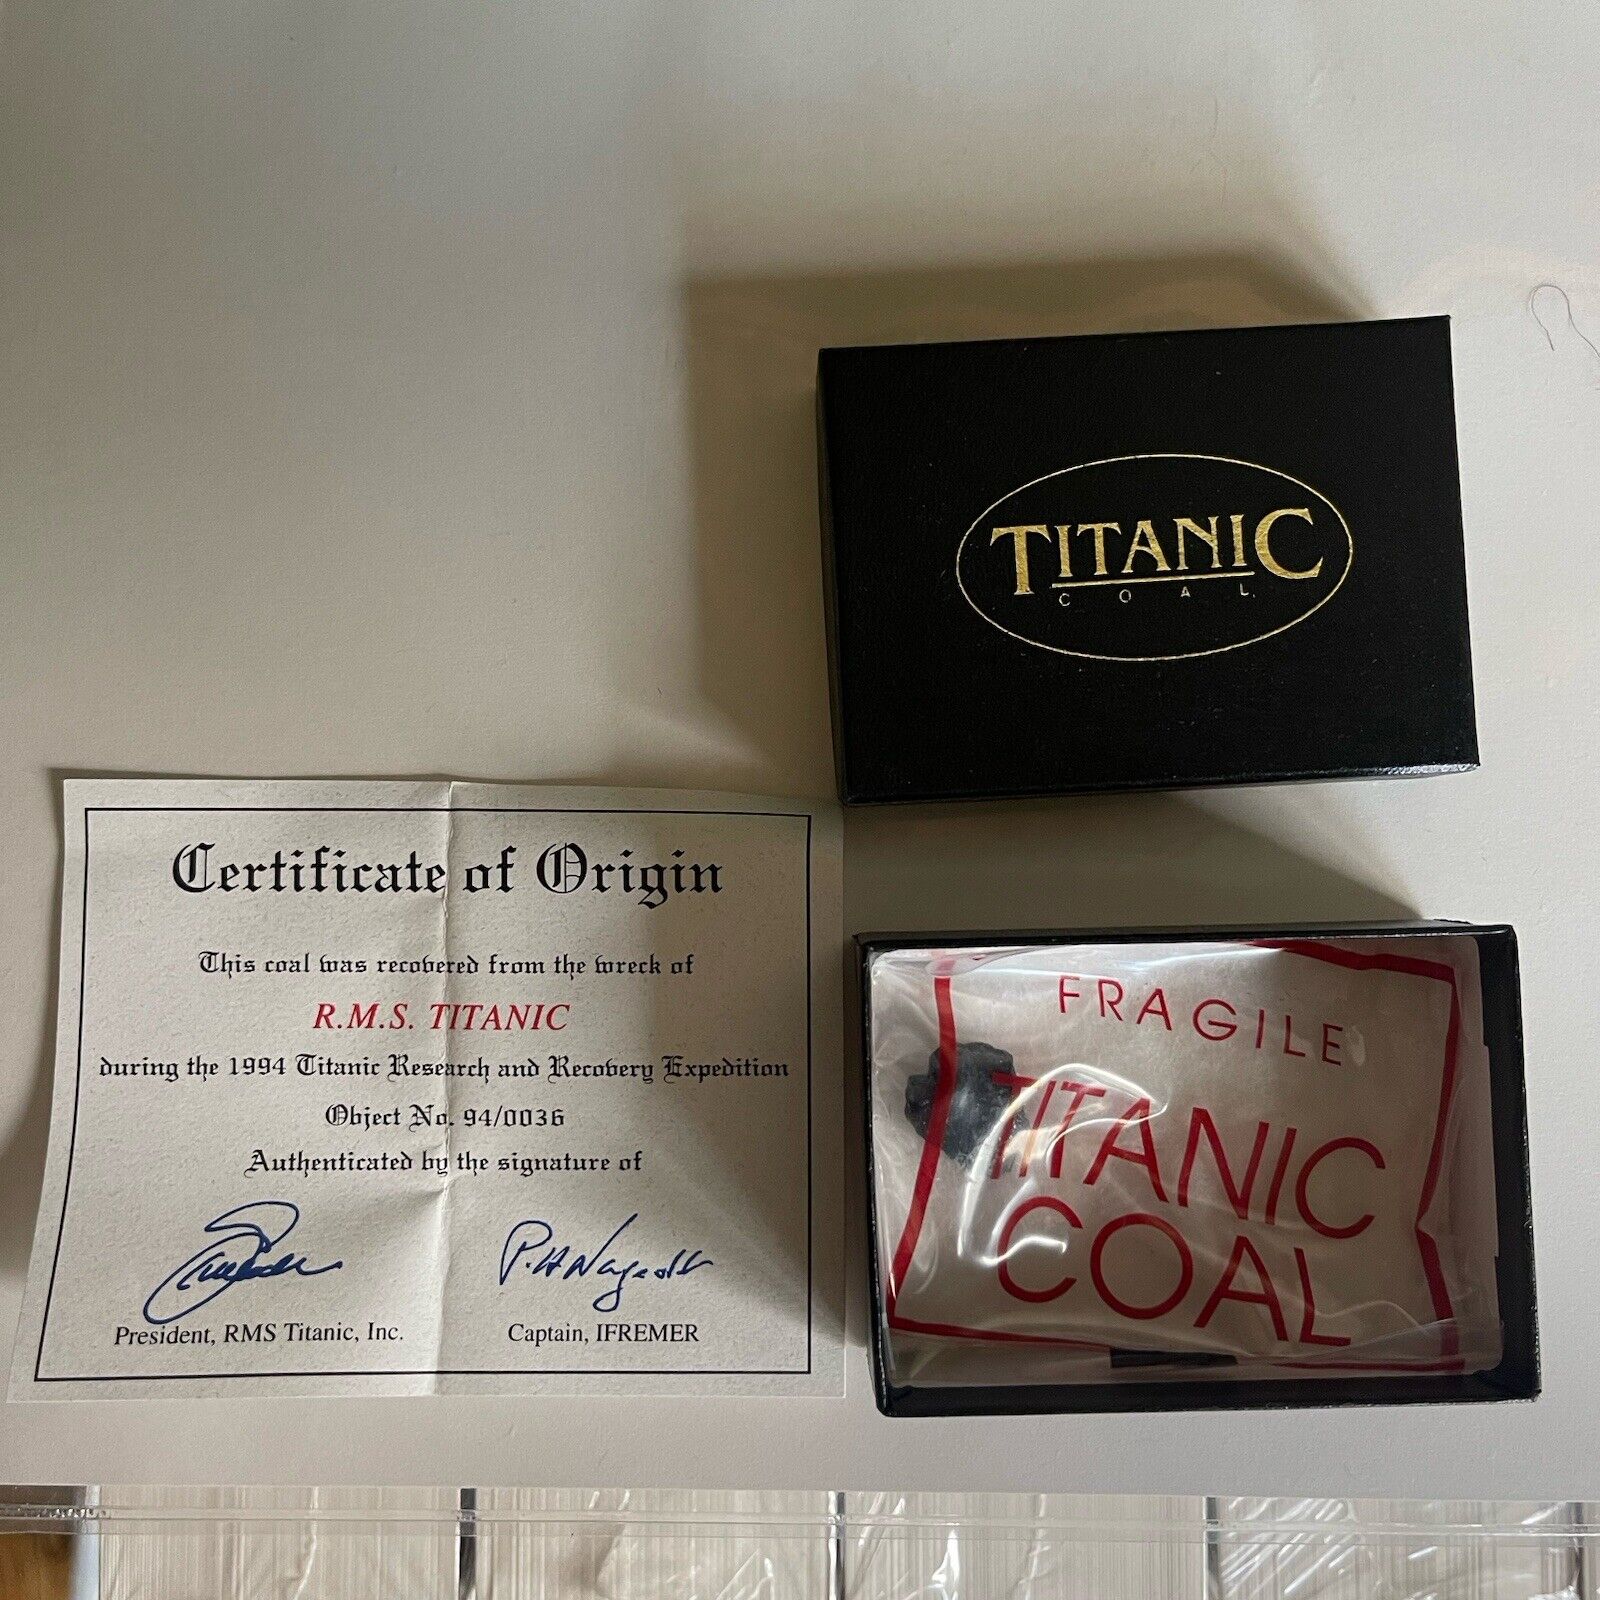 TITANIC
COAL
Certificate of Origin
This coal was recovered from the wreck of
R.M.S. TITANIC
during the 1994 Titanic Research and Recovery Expedition
Object No. 94/0036
Authenticated by the signature of
P.H Nargeolet
President, RMS Titanic, Inc.
Captain, IFREMER
FRAGILE
TITANIC
COAL